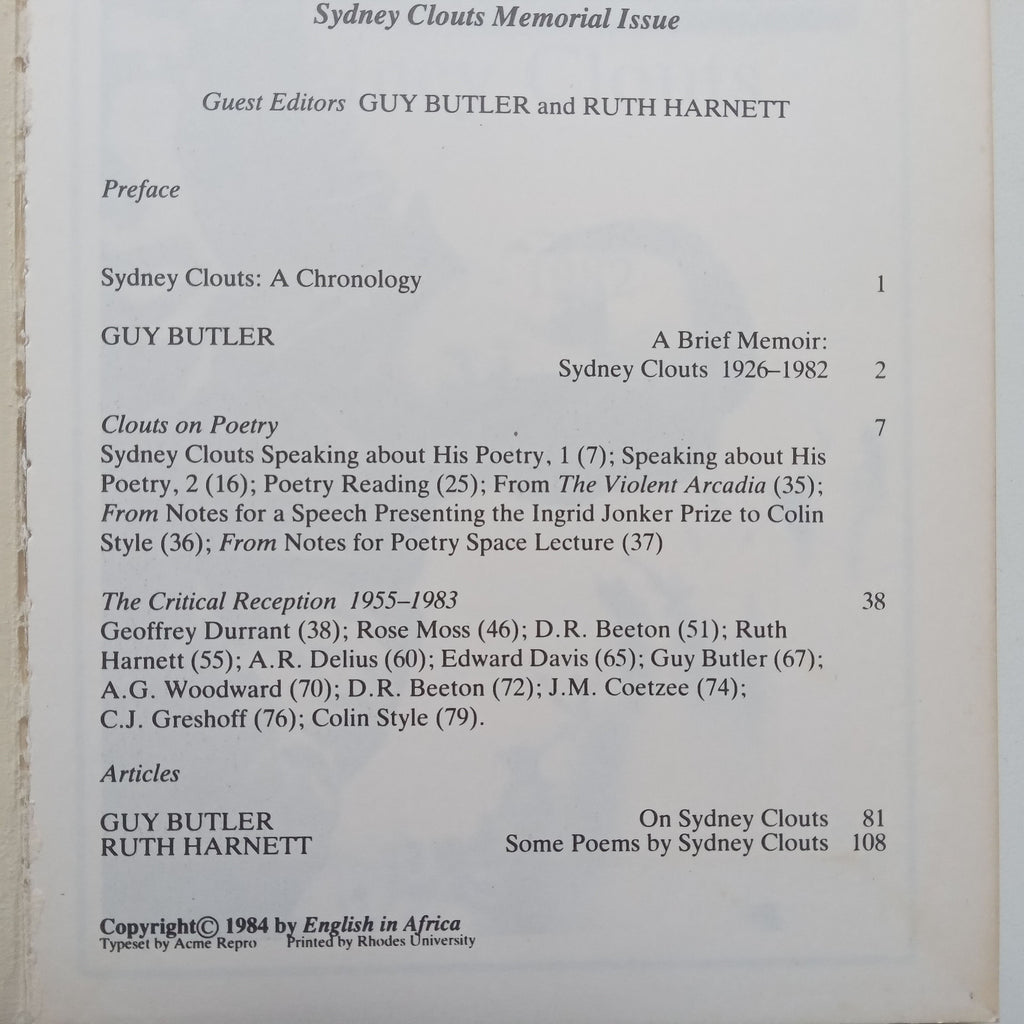 Sydney Clouts Memorial Issue
Guest Editors GUY BUTLER and RUTH HARNETT
Preface
Sydney Clouts: A Chronology 1
GUY BUTLER A Brief Memoir:
Sydney Clouts 1926–1982 2
Clouts on Poetry 7
Sydney Clouts Speaking about His Poetry, 1 (7); Speaking about His
Poetry, 2 (16); Poetry Reading (25); From The Violent Arcadia (35);
From Notes for a Speech Presenting the Ingrid Jonker Prize to Colin
Style (36); From Notes for Poetry Space Lecture (37)
The Critical Reception 1955–1983 38
Geoffrey Durrant (38); Rose Moss (46); D.R. Beeton (51); Ruth
Harnett (55); A.R. Delius (60); Edward Davis (65); Guy Butler (67);
A.G. Woodward (70); D.R. Beeton (72); J.M. Coetzee (74);
C.J. Greshoff (76); Colin Style (79).
Articles
GUY BUTLER On Sydney Clouts 81
RUTH HARNETT Some Poems by Sydney Clouts 108
Copyright© 1984 by English in Africa
Typeset by Acme Repro Printed by Rhodes University